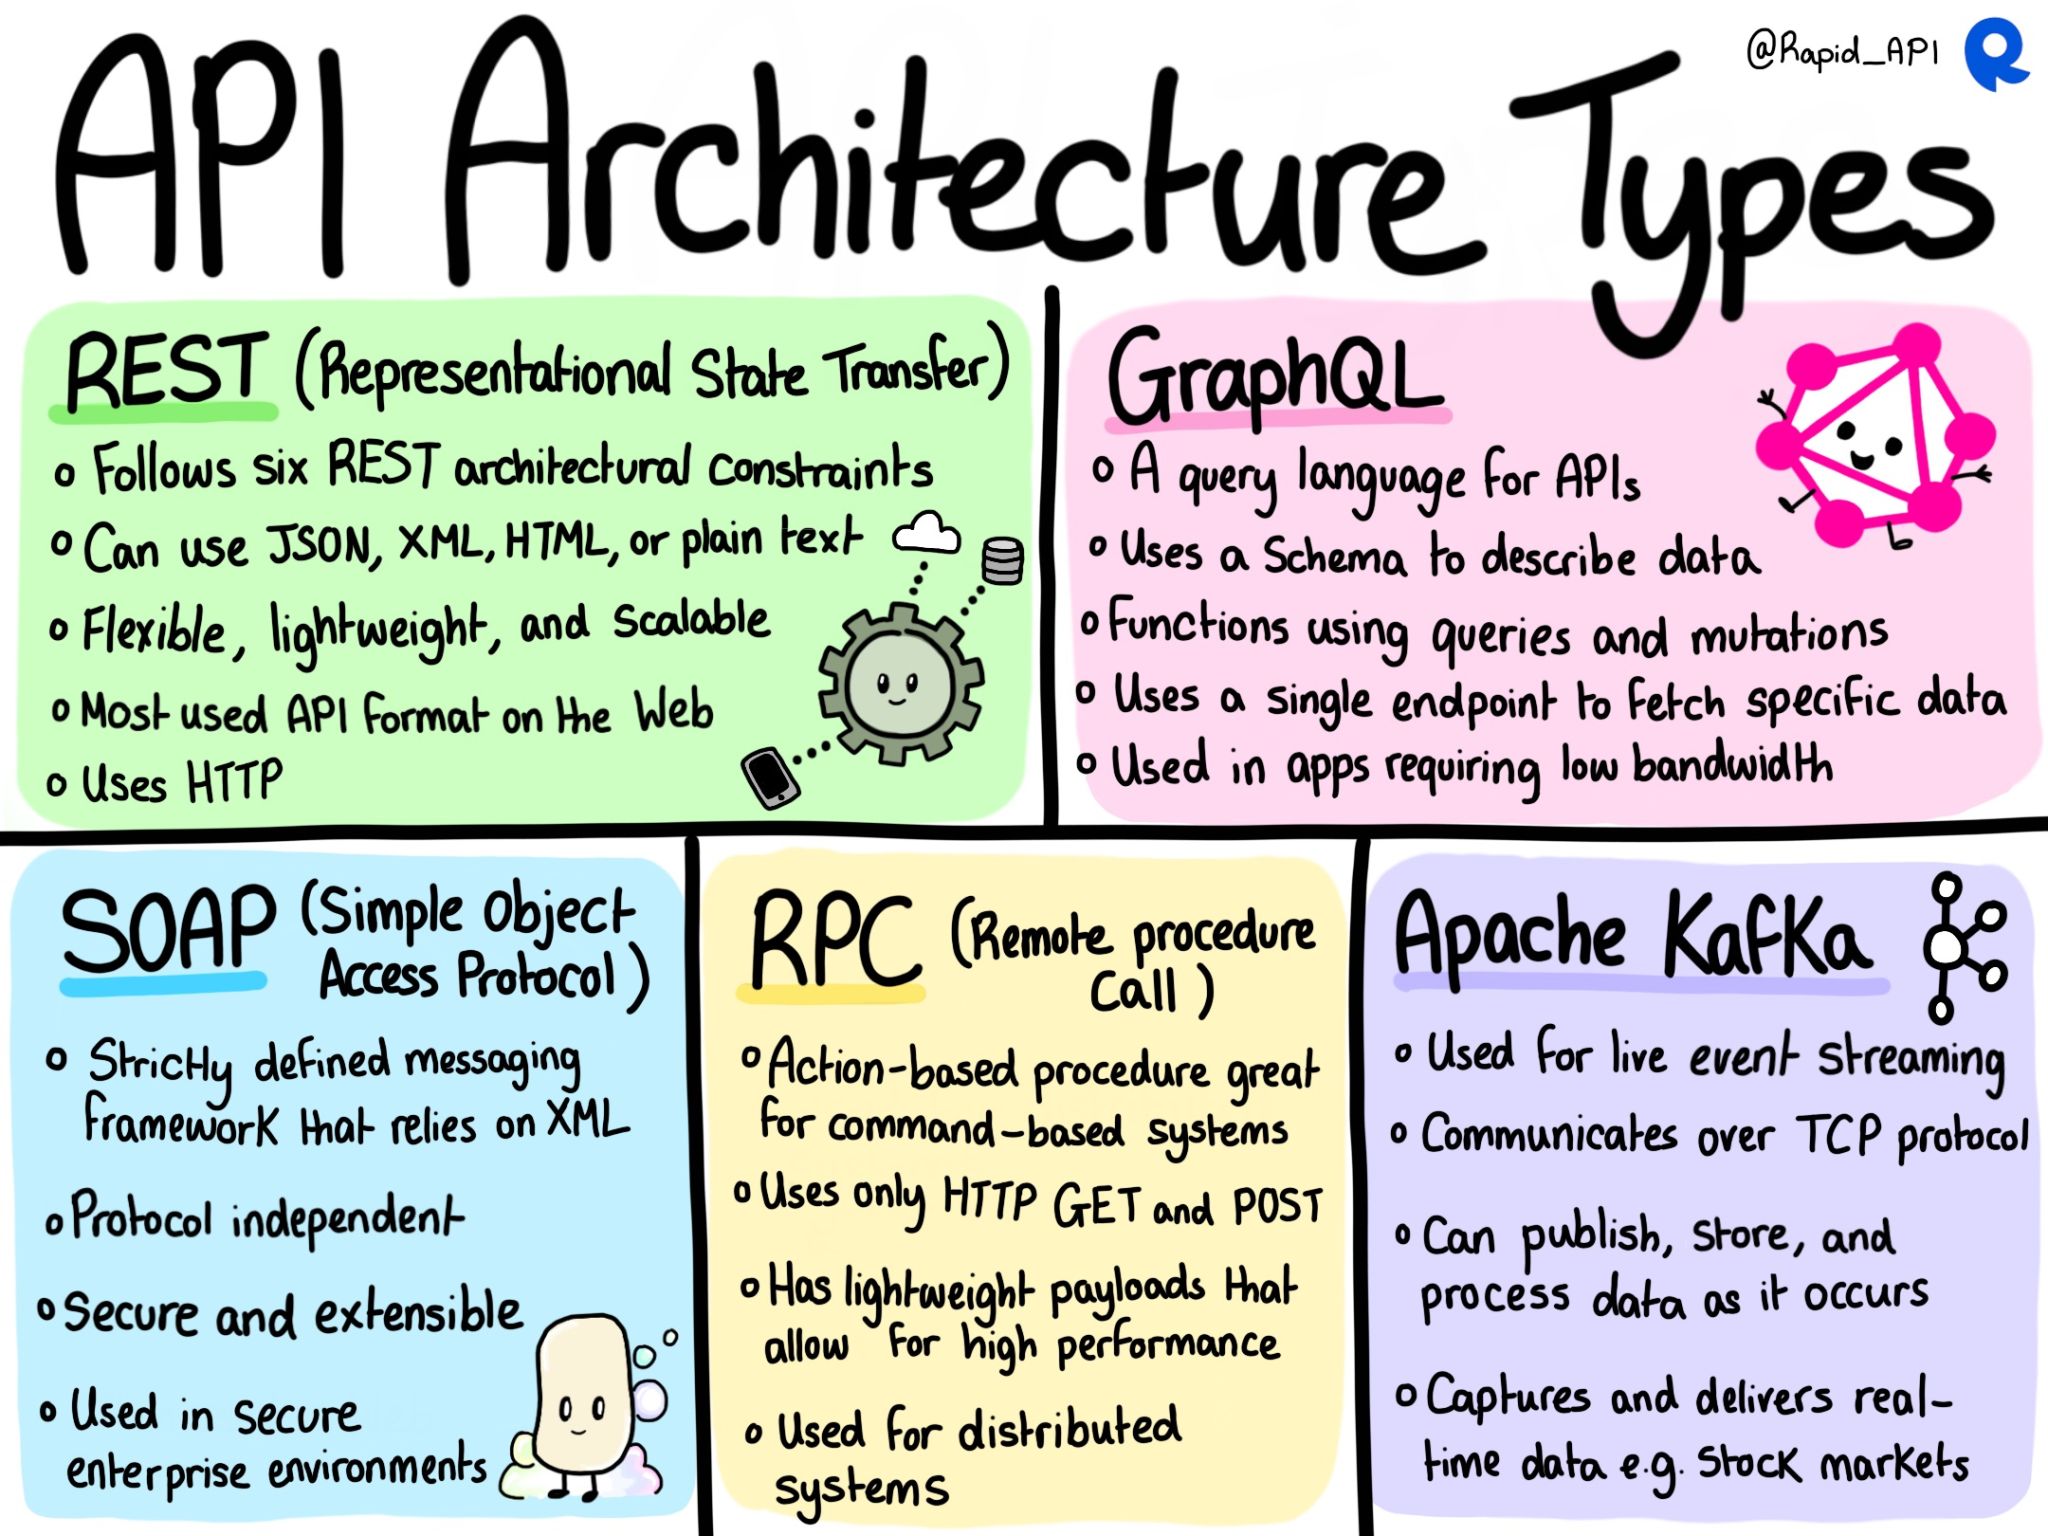 API Architecture Types
@Rapid_API
REST (Representational State Transfer)
o Follows six REST architectural constraints
o Can use JSON, XML, HTML, or plain text
o Flexible, lightweight, and scalable
o Most used API format on the Web
o Uses HTTP
GraphQL
o A query language for APIs
o Uses a Schema to describe data
o Functions using queries and mutations
o Uses a single endpoint to fetch specific data
o Used in apps requiring low bandwidth
SOAP (Simple Object
Access Protocol)
o Strictly defined messaging
framework that relies on XML
o Protocol independent
o Secure and extensible
o Used in secure
enterprise environments
RPC (Remote procedure
Call)
o Action-based procedure great
for command-based systems
o Uses only HTTP GET and POST
o Has lightweight payloads that
allow for high performance
o Used for distributed
systems
Apache Kafka
o Used for live event streaming
o Communicates over TCP protocol
o Can publish, store, and
process data as it occurs
o Captures and delivers real-
time data e.g. stock markets